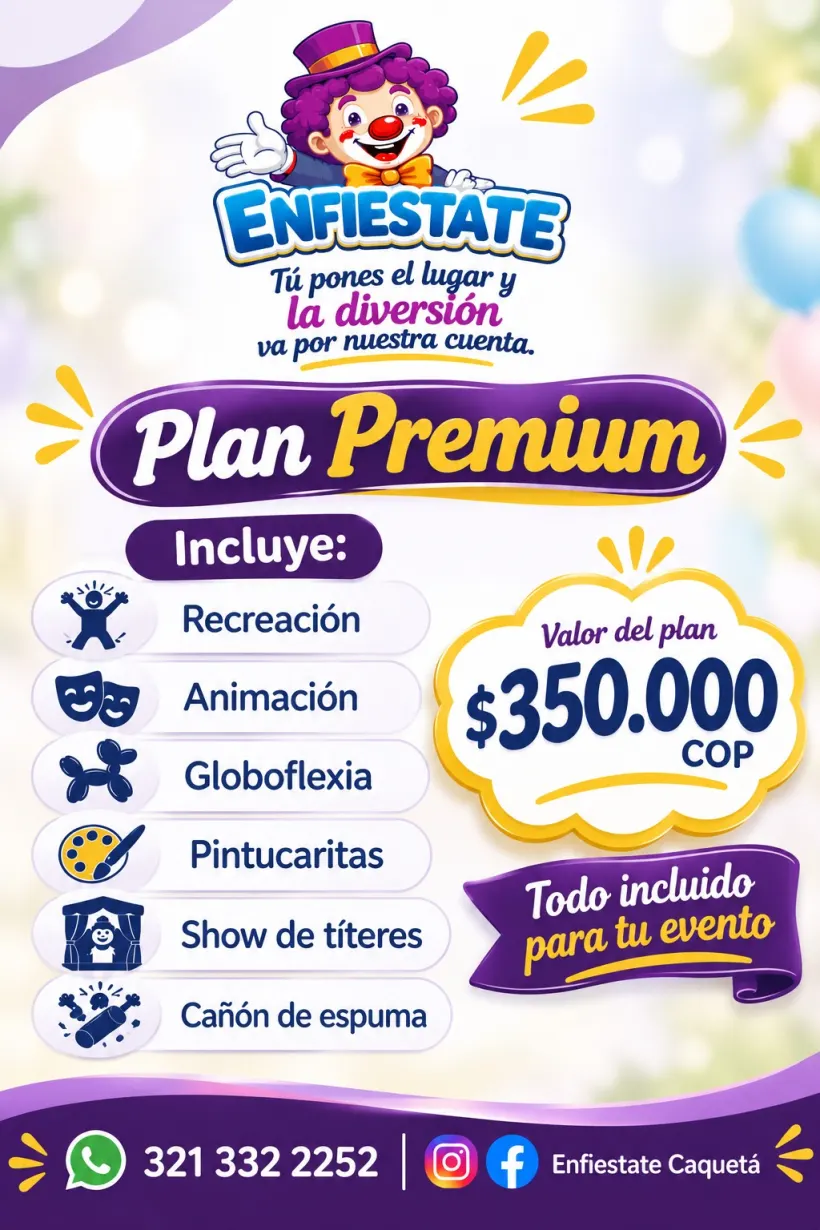 ENFIESTATE
Tú pones el lugar y
la diversión
va por nuestra cuenta.
Plan Premium
Incluye:
Recreación
Animación
Globoflexia
Pintucaritas
Show de títeres
Cañón de espuma
Valor del plan
$350.000
COP
Todo incluido
para tu evento
321 332 2252
Enfiestate Caquetá